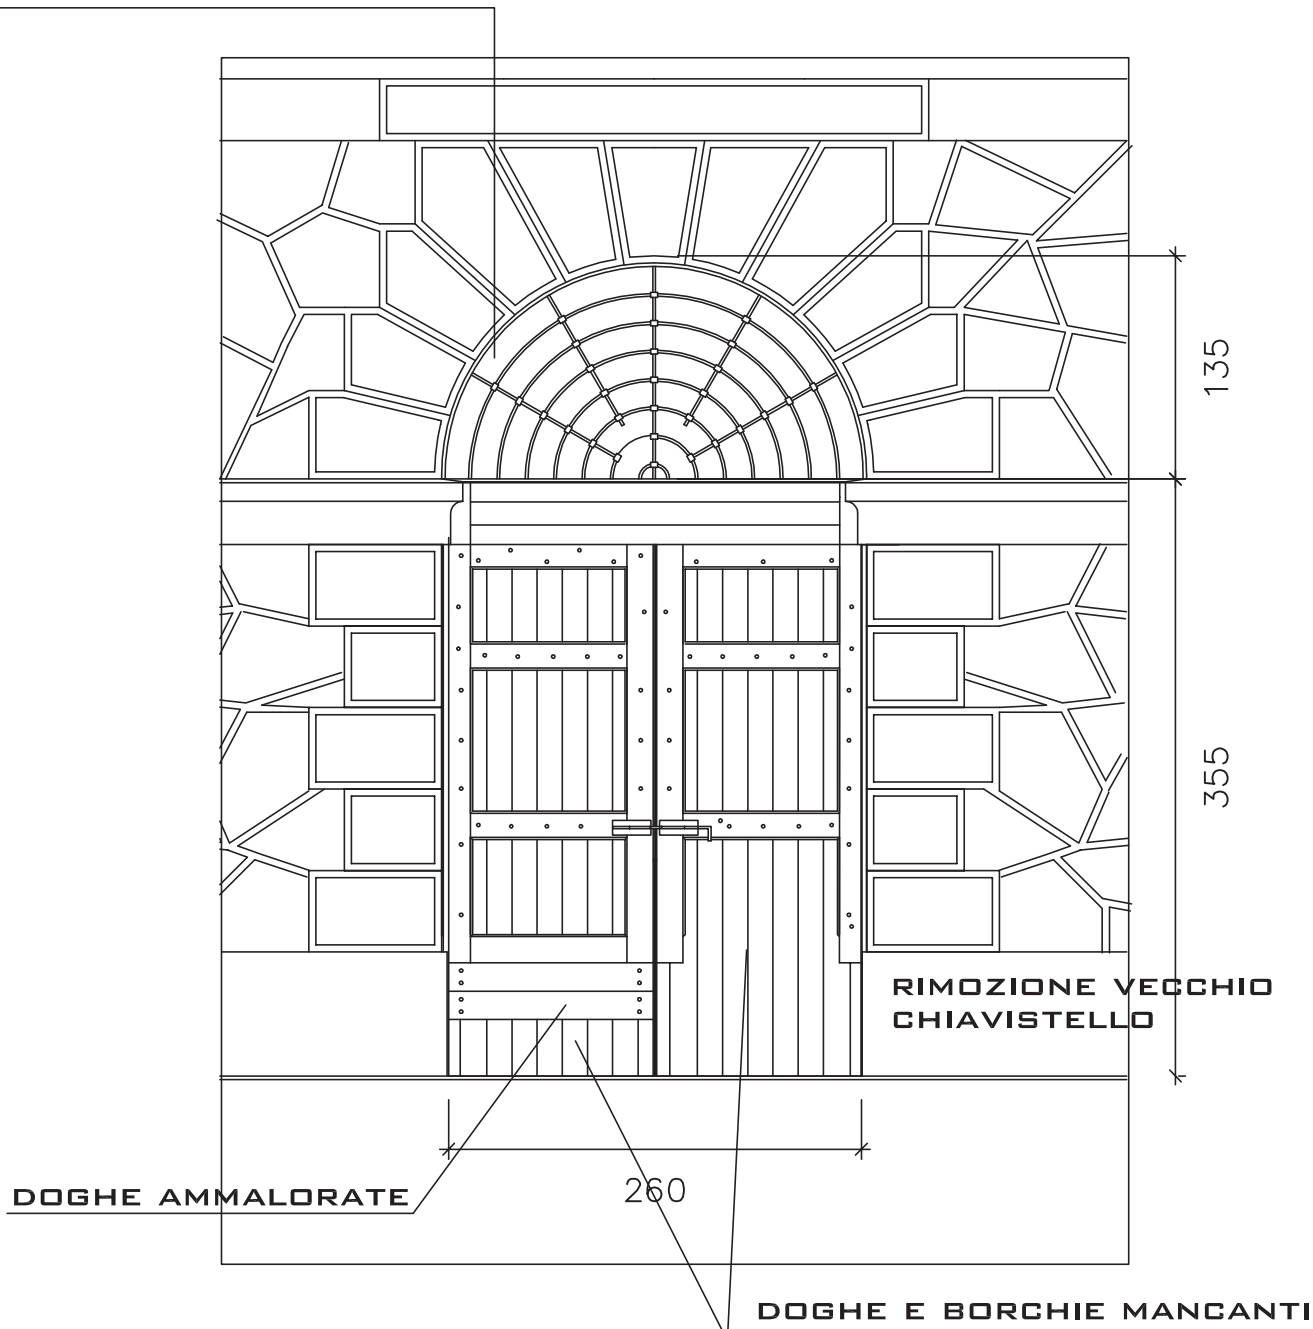 135
355
RIMOZIONE VECCHIO
CHIAVISTELLO
DOGHE AMMALORATE
260
DOGHE E BORCHIE MANCANTI